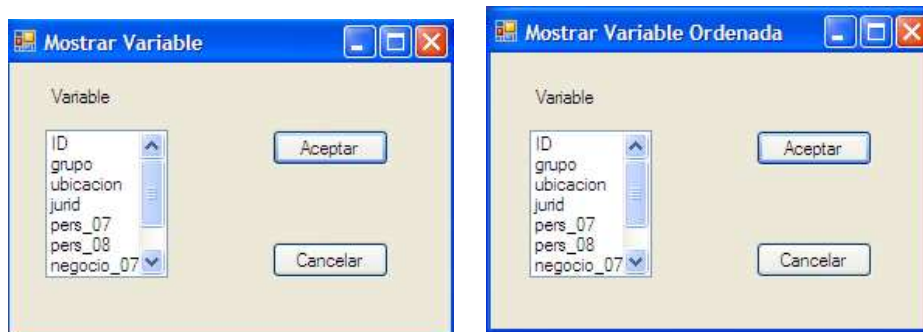 Mostrar Variable
Variable
ID
grupo
ubicacion
jurid
pers_07
pers_08
negocio_07
Aceptar
Cancelar
Mostrar Variable Ordenada
Variable
ID
grupo
ubicacion
jurid
pers_07
pers_08
negocio_07
Aceptar
Cancelar